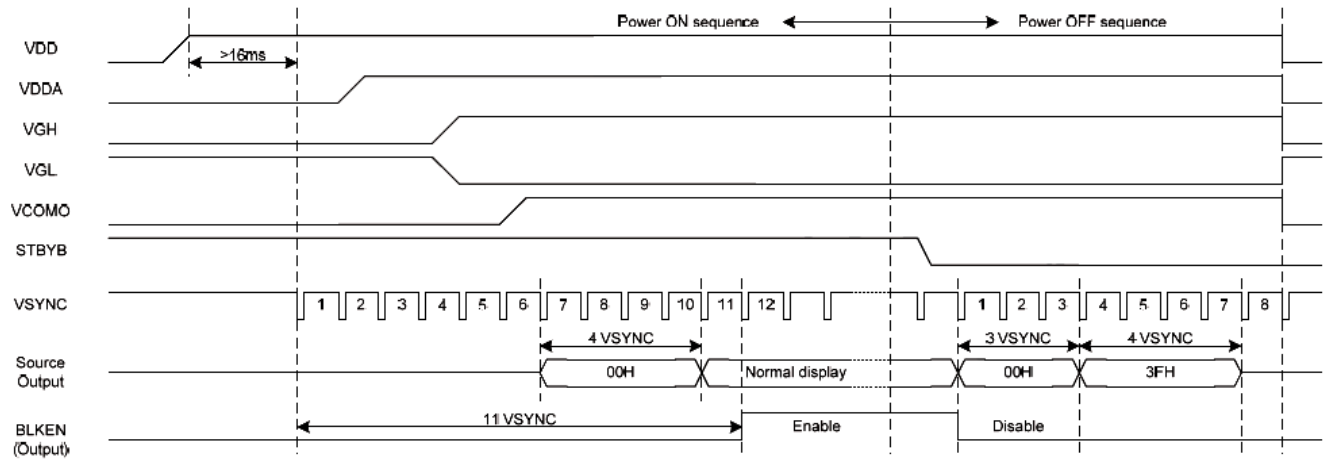 Power ON sequence Power OFF sequence
VDD
>16ms
VDDA
VGH
VGL
VCOMO
STBYB
VSYNC 1 2 3 4 5 6 7 8 9 10 11 12 1 2 3 4 5 6 7 8
4 VSYNC 3 VSYNC 4 VSYNC
Source
Output 00H Normal display 00H 3FH
11 VSYNC
BLKEN Enable Disable
(Output)